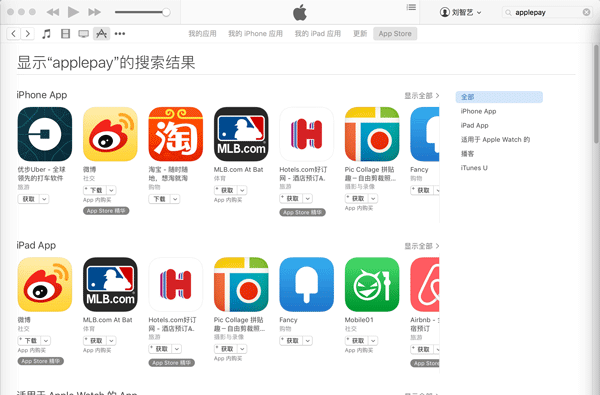 刘智艺
applepay
我的应用
我的 iPhone 应用
我的 iPad 应用
更新
App Store
显示“applepay”的搜索结果
iPhone App
显示全部
优步Uber - 全球
领先的打车软件
旅游
获取
微博
社交
下载
App 内购买
App Store 精华
淘宝 - 随时随
地，想淘就淘
购物
下载
MLB.com
MLB.com At Bat
体育
获取
App 内购买
Hotels.com好订
网 - 酒店预订A.
旅游
获取
App Store 精华
Pic Collage 拼贴
趣 – 自由剪裁照...
摄影与录像
获取
App 内购买
Fancy
购物
获取
全部
iPhone App
iPad App
适用于 Apple Watch 的
播客
iTunes U
iPad App
显示全部
微博
社交
下载
App 内购买
App Store 精华
MLB.com
MLB.com At Bat
体育
获取
App 内购买
Hotels.com好订
网 - 酒店预订A.
旅游
获取
App Store 精华
Pic Collage 拼贴
趣 – 自由剪裁照...
摄影与录像
获取
App 内购买
Fancy
购物
获取
Mobile01
社交
获取
App 内购买
Airbnb -
宿预订
旅游
获取
App Store
适用于 Apple Watch 的 App
显示全部